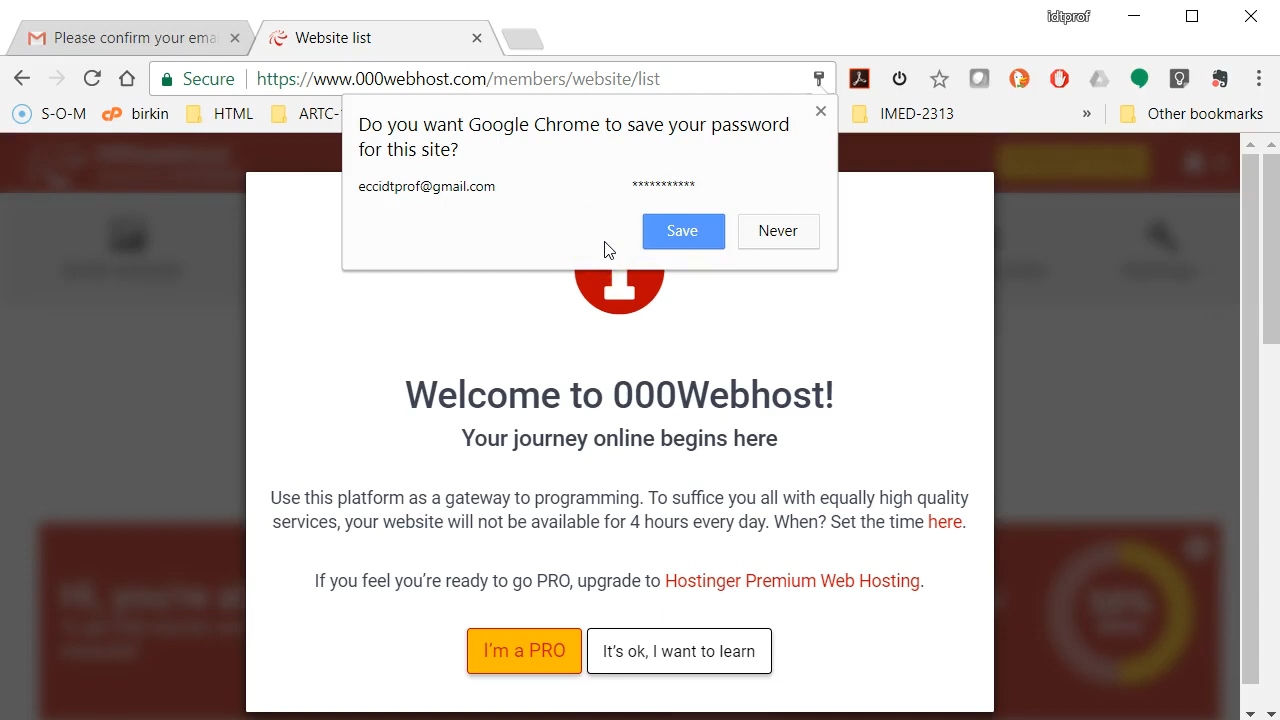 idtprof
Please confirm your ema
Website list
Secure
https://www.000webhost.com/members/website/list
S-O-M
birkin
HTML
ARTC-
IMED-2313
»
Other bookmarks
Do you want Google Chrome to save your password
for this site?
eccidtprof@gmail.com
***********
Save
Never
Welcome to 000Webhost!
Your journey online begins here
Use this platform as a gateway to programming. To suffice you all with equally high quality
services, your website will not be available for 4 hours every day. When? Set the time here.
If you feel you're ready to go PRO, upgrade to Hostinger Premium Web Hosting.
I'm a PRO
It's ok, I want to learn